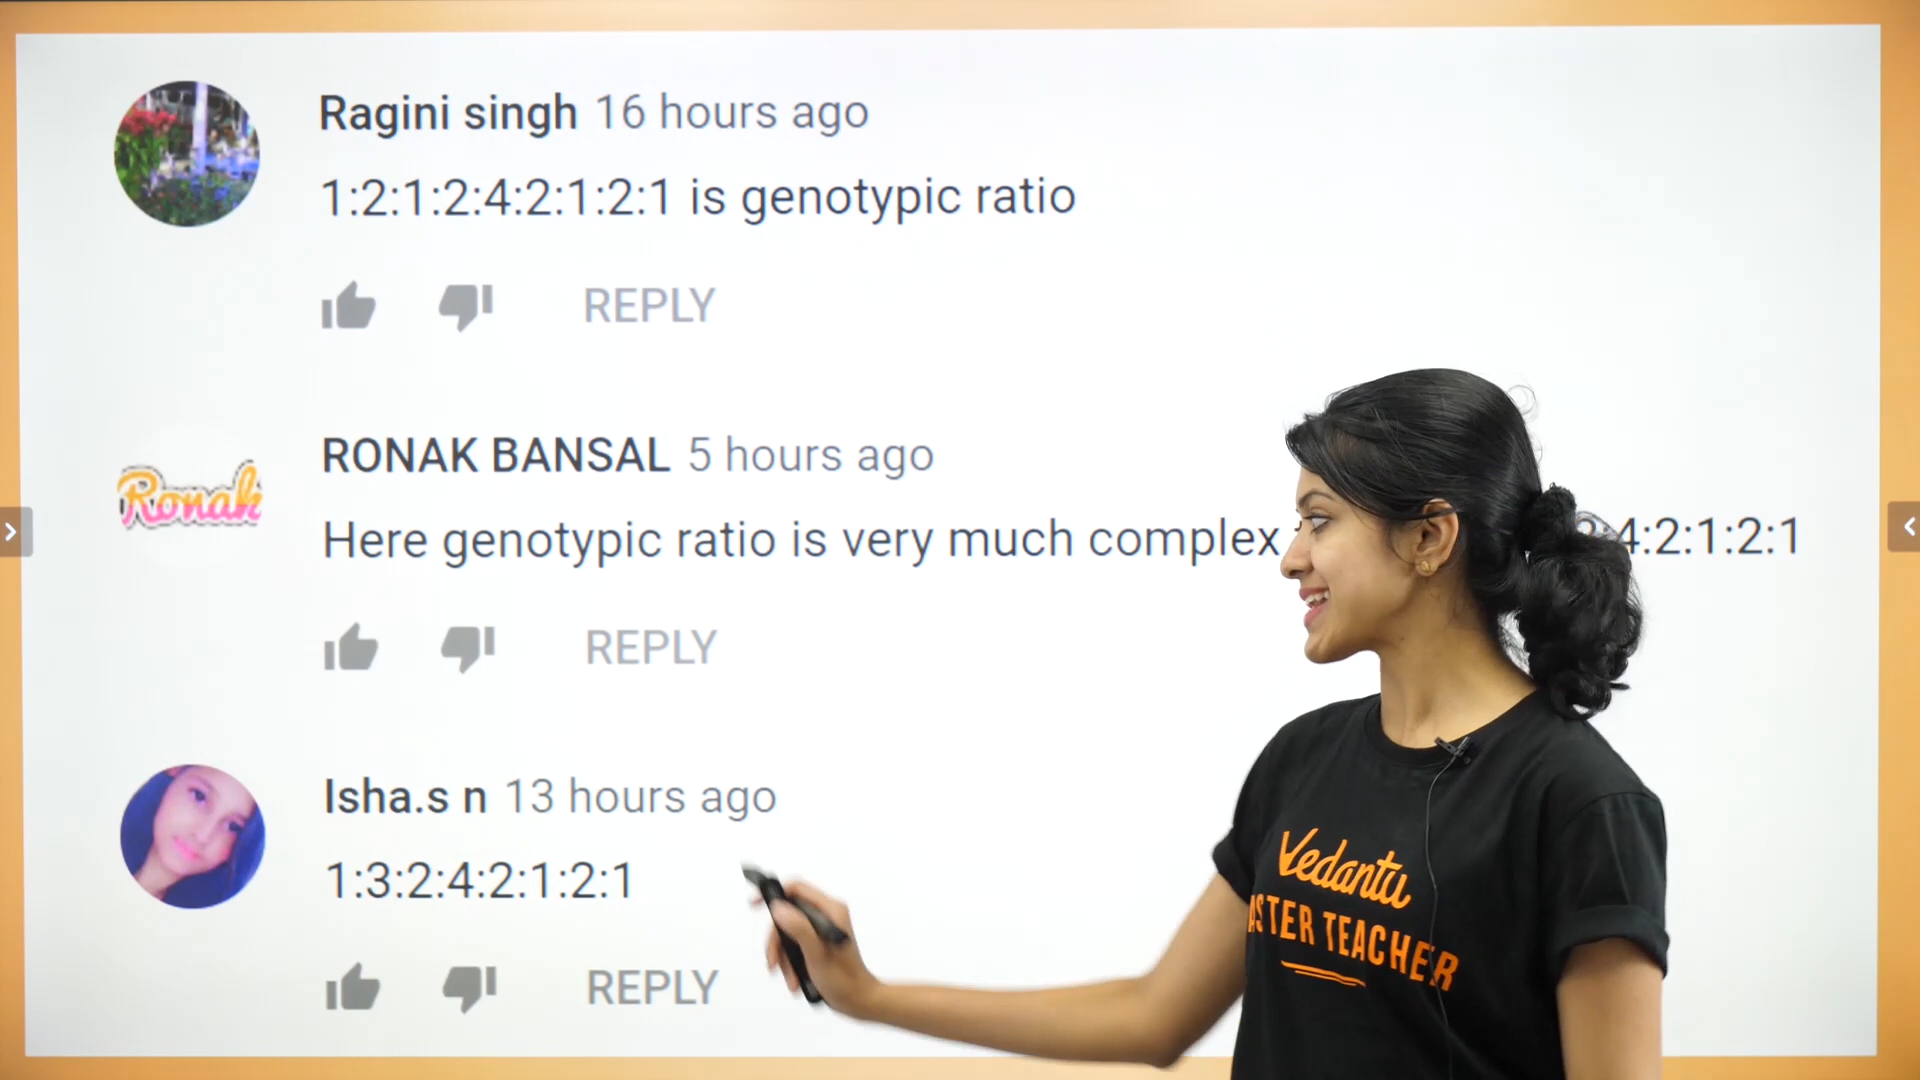 Ragini singh 16 hours ago
1:2:1:2:4:2:1:2:1 is genotypic ratio
REPLY
Ronak
RONAK BANSAL 5 hours ago
Here genotypic ratio is very much complex 4:2:1:2:1
REPLY
Isha.s n 13 hours ago
1:3:2:4:2:1:2:1
REPLY
Vedantu
ASTER TEACHER